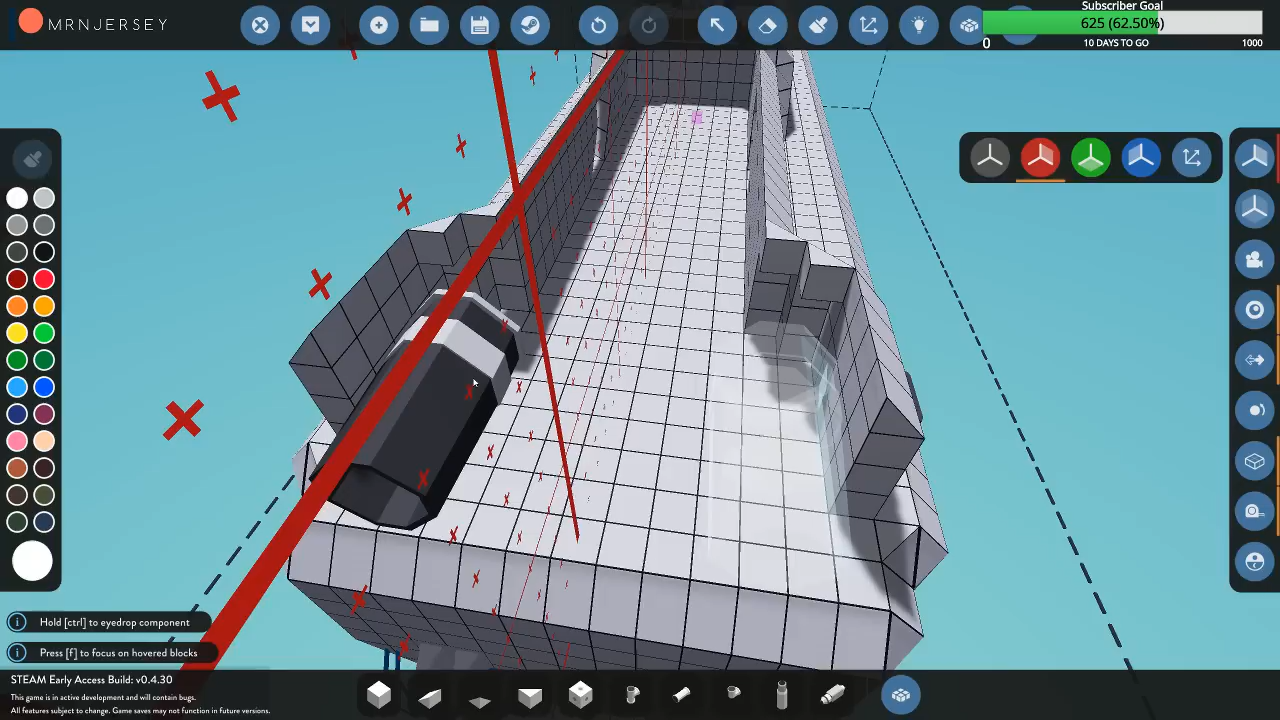 MRNJERSEY
Subscriber Goal
625 (62.50%)
0
10 DAYS TO GO
1000
Hold [ctrl] to eyedrop component
Press [f] to focus on hovered blocks
STEAM Early Access Build: v0.4.30
This game is in active development and will contain bugs.
All features subject to change. Game saves may not function in future versions.